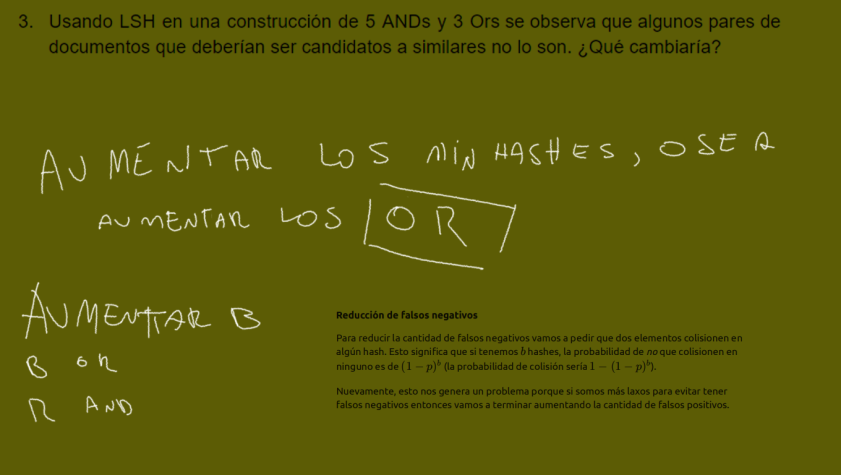 3. Usando LSH en una construcción de 5 ANDs y 3 Ors se observa que algunos pares de
documentos que deberían ser candidatos a similares no lo son. ¿Qué cambiaría?
AUMENTAR LOS MINHASHES, OSEA
AUMENTAR LOS OR
AUMENTAR B
B OR
R AND
Reducción de falsos negativos
Para reducir la cantidad de falsos negativos vamos a pedir que dos elementos colisionen en
algún hash. Esto significa que si tenemos b hashes, la probabilidad de no que colisionen en
ninguno es de (1 − p)^b (la probabilidad de colisión sería 1 − (1 − p)^b).
Nuevamente, esto nos genera un problema porque si somos más laxos para evitar tener
falsos negativos entonces vamos a terminar aumentando la cantidad de falsos positivos.